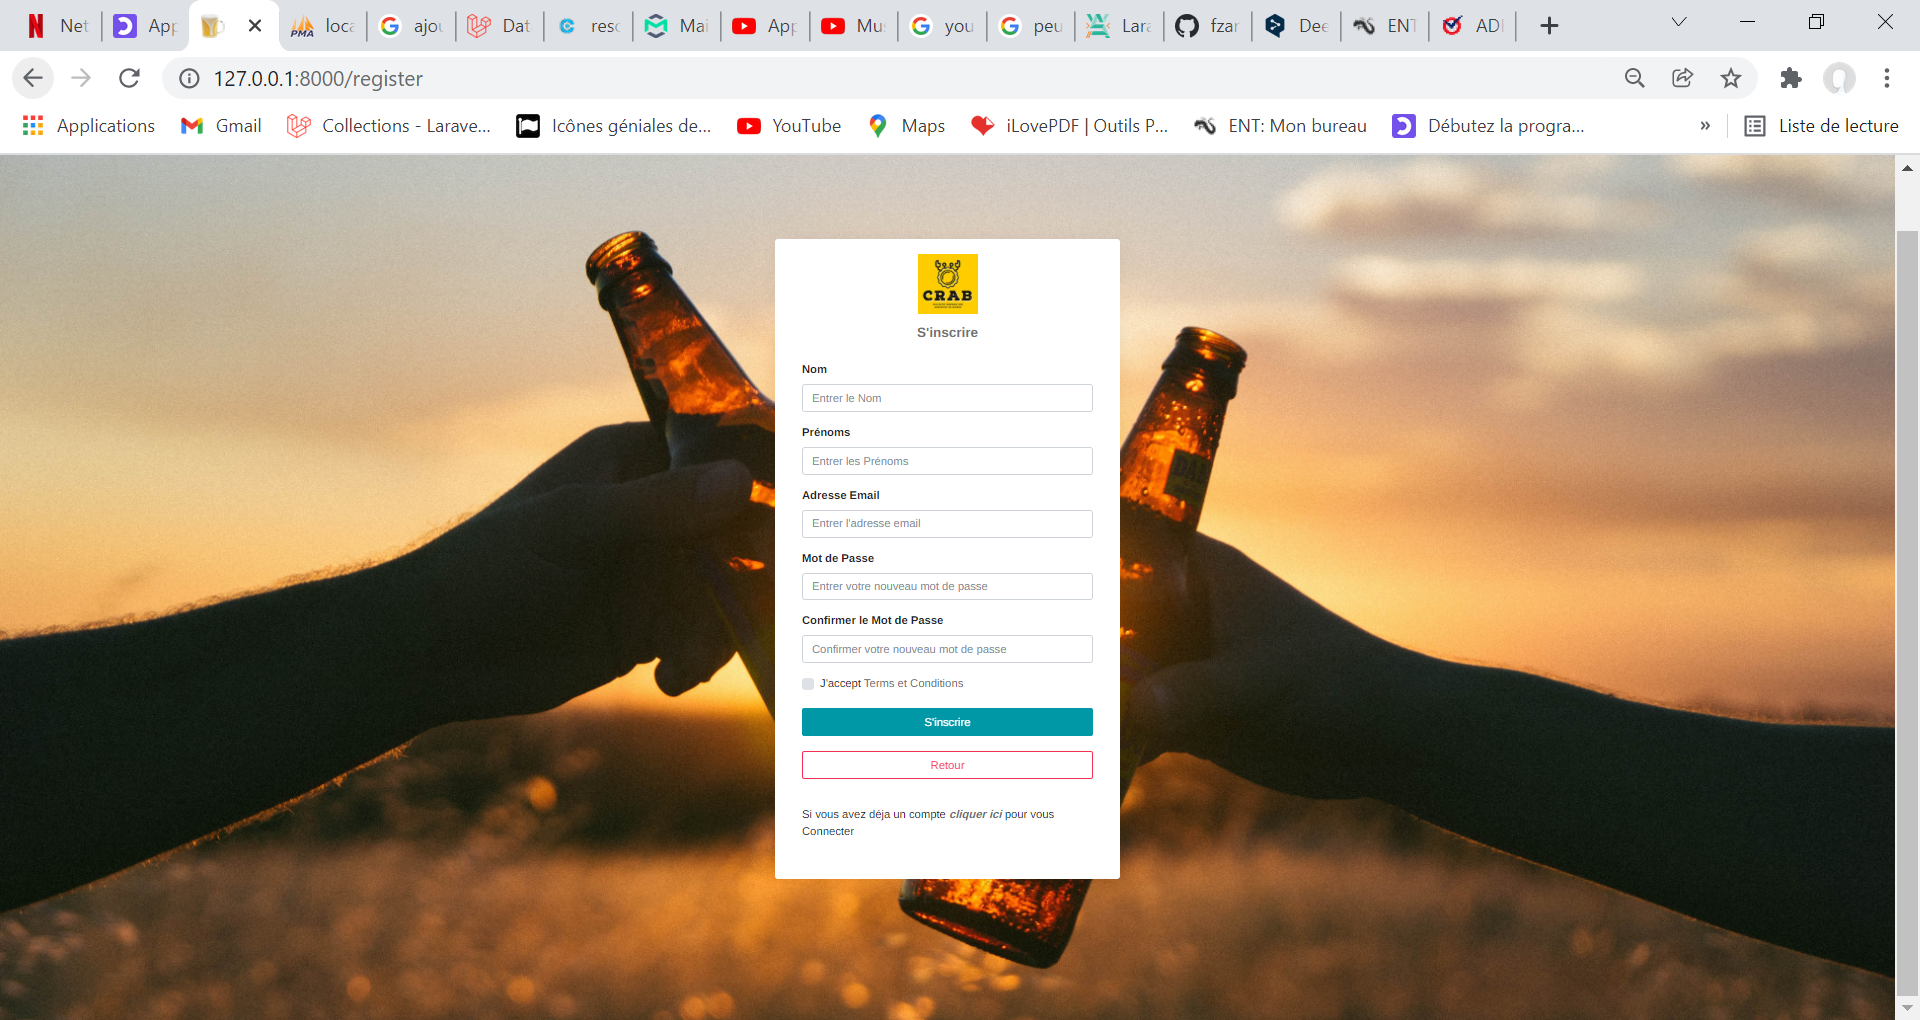 Net
App
loca
ajou
Dat
reso
Mai
App
Mus
you
peu
Lara
fzar
Dee
ENT
ADI
127.0.0.1:8000/register
Applications
Gmail
Collections - Larave...
Icônes géniales de...
YouTube
Maps
iLovePDF | Outils P...
ENT: Mon bureau
Débutez la progra...
»
Liste de lecture
CRAB
S'inscrire
Nom
Entrer le Nom
Prénoms
Entrer les Prénoms
Adresse Email
Entrer l'adresse email
Mot de Passe
Entrer votre nouveau mot de passe
Confirmer le Mot de Passe
Confirmer votre nouveau mot de passe
J'accept Terms et Conditions
S'inscrire
Retour
Si vous avez déja un compte cliquer ici pour vous
Connecter